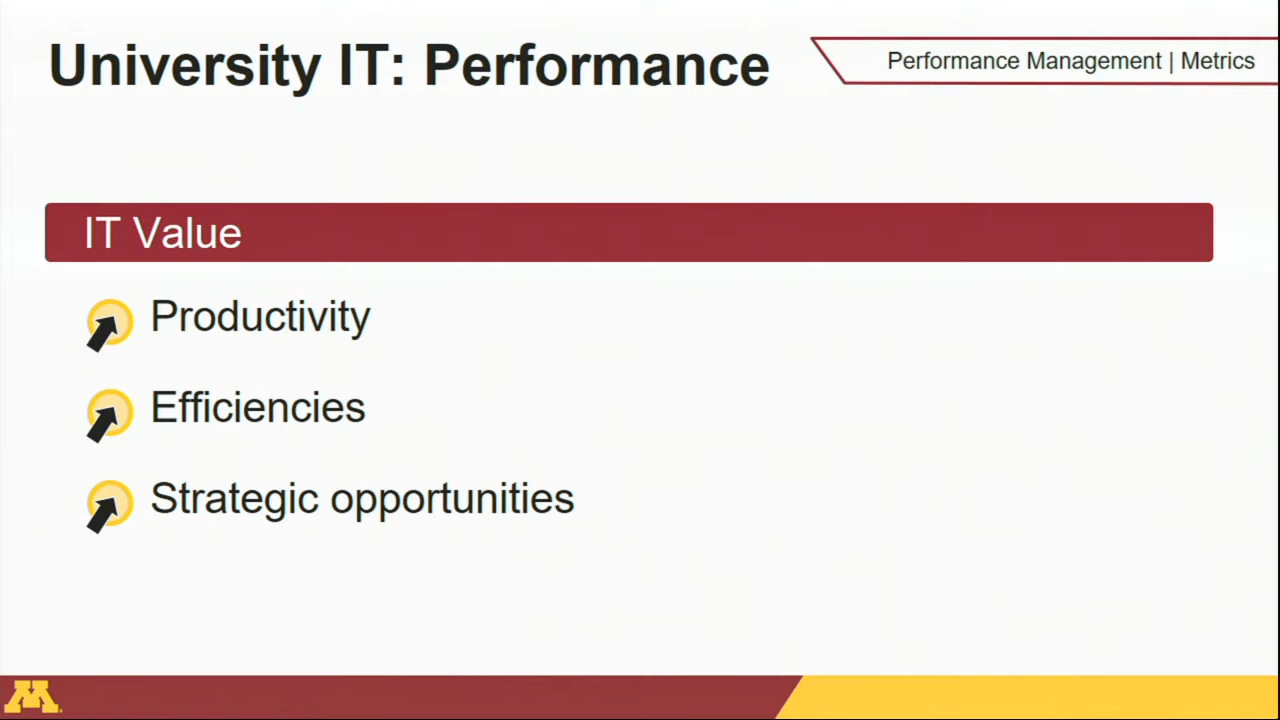 University IT: Performance
Performance Management | Metrics
IT Value
Productivity
Efficiencies
Strategic opportunities
M